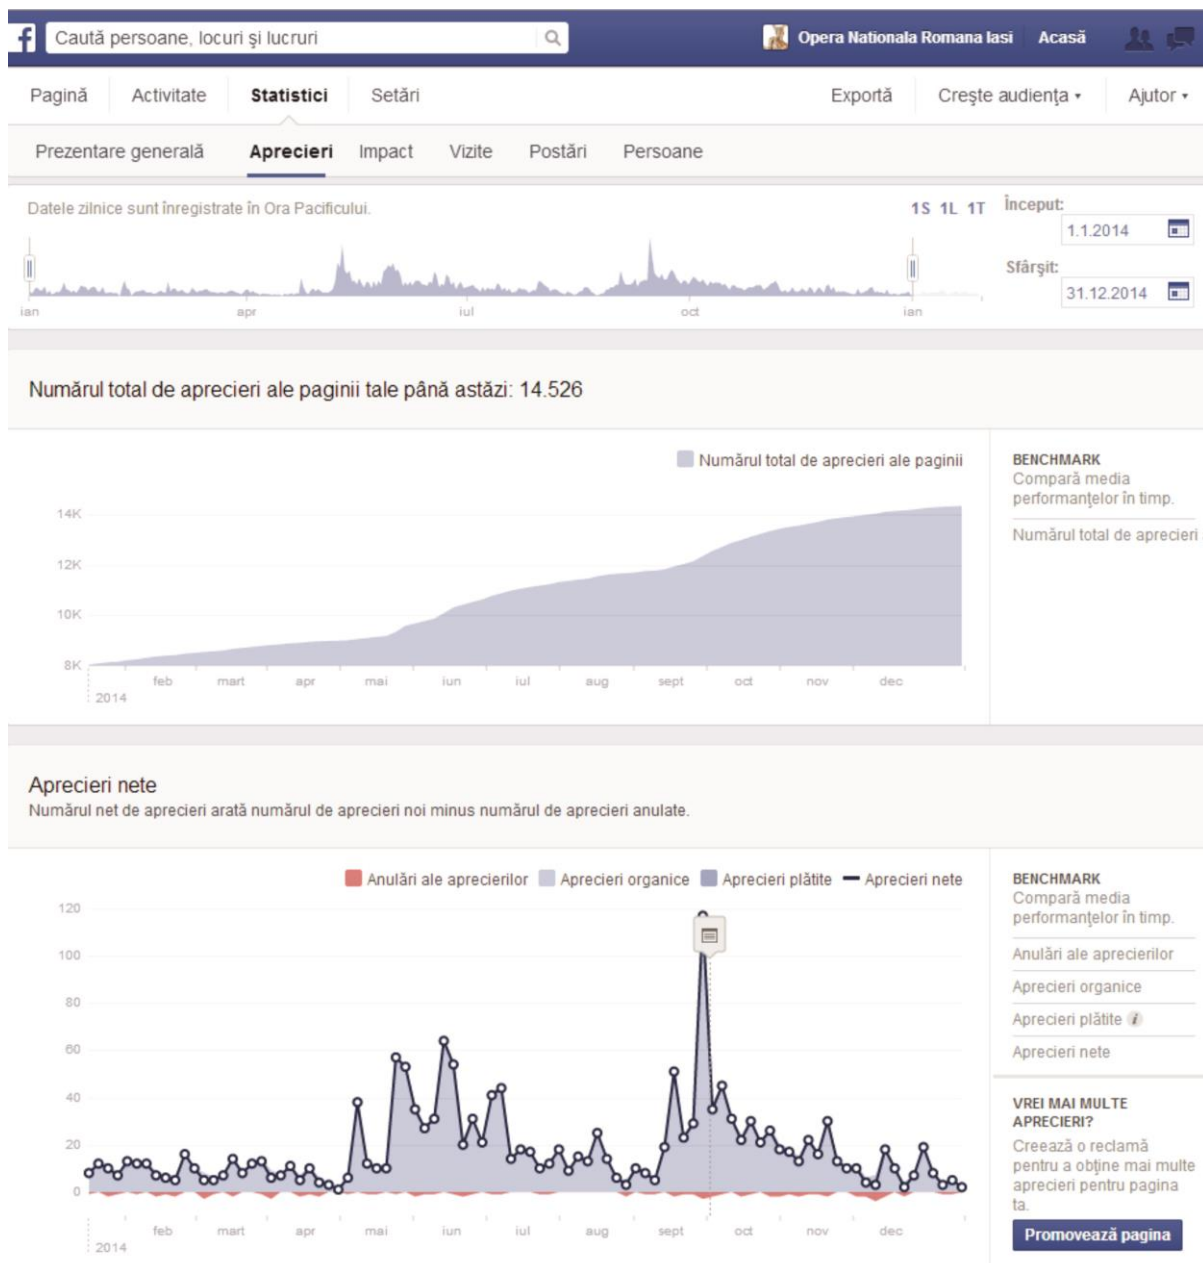 f Caută persoane, locuri şi lucruri Opera Nationala Romana Iasi Acasă
Pagină Activitate Statistici Setări Exportă Creşte audienţa Ajutor
Prezentare generală Aprecieri Impact Vizite Postări Persoane
Datele zilnice sunt înregistrate în Ora Pacificului. 1S 1L 1T
Început:
1.1.2014
Sfârşit:
31.12.2014
ian apr iul oct ian
Numărul total de aprecieri ale paginii tale până astăzi: 14.526
Numărul total de aprecieri ale paginii
14K
12K
10K
8K
feb mart apr mai iun iul aug sept oct nov dec
2014
BENCHMARK
Compară media
performanţelor în timp.
Numărul total de aprecieri
Aprecieri nete
Numărul net de aprecieri arată numărul de aprecieri noi minus numărul de aprecieri anulate.
Anulări ale aprecierilor Aprecieri organice Aprecieri plătite Aprecieri nete
120
100
80
60
40
20
0
feb mart apr mai iun iul aug sept oct nov dec
2014
BENCHMARK
Compară media
performanţelor în timp.
Anulări ale aprecierilor
Aprecieri organice
Aprecieri plătite i
Aprecieri nete
VREI MAI MULTE
APRECIERI?
Creează o reclamă
pentru a obţine mai multe
aprecieri pentru pagina
ta.
Promovează pagina